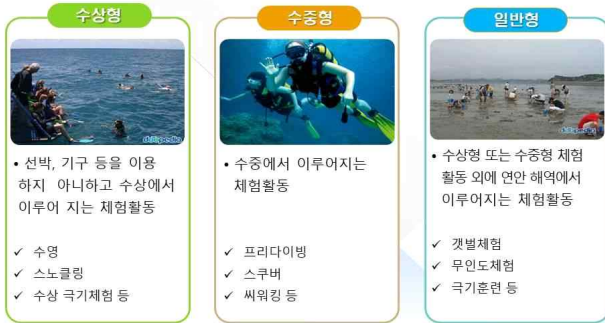 수상형
• 선박, 기구 등을 이용
하지 아니하고 수상에서
이루어 지는 체험활동
✓ 수영
✓ 스노클링
✓ 수상 극기체험 등
수중형
• 수중에서 이루어지는
체험활동
✓ 프리다이빙
✓ 스쿠버
✓ 씨워킹 등
일반형
• 수상형 또는 수중형 체험
활동 외에 연안 해역에서
이루어지는 체험활동
✓ 갯벌체험
✓ 무인도체험
✓ 극기훈련 등